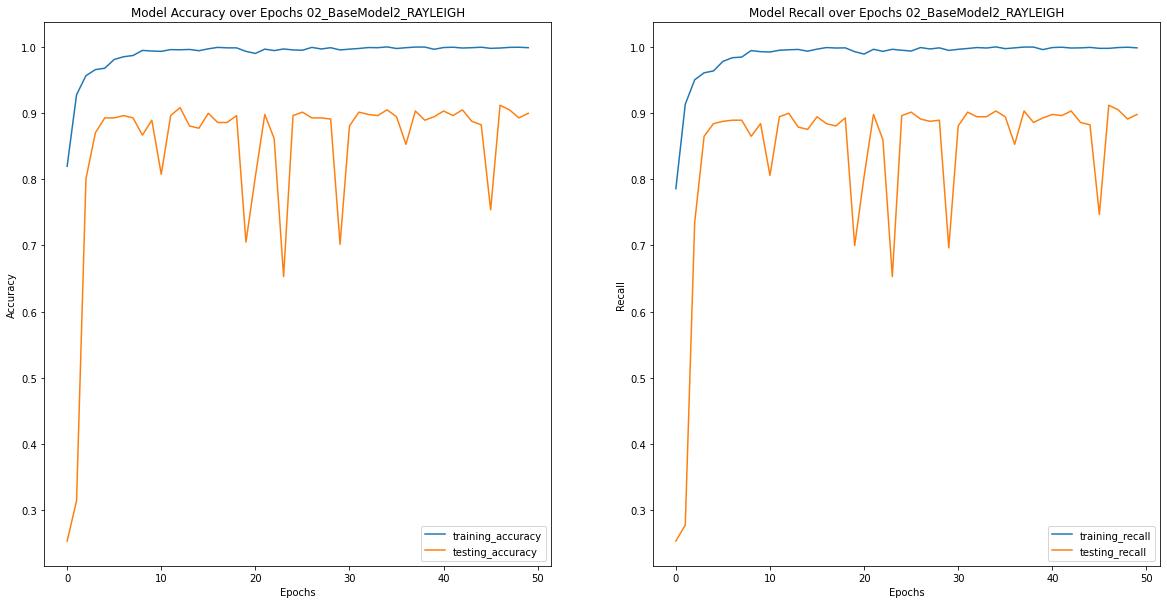 Model Accuracy over Epochs 02_BaseModel2_RAYLEIGH
1.0
0.9
0.8
0.7
0.6
0.5
0.4
0.3
Accuracy
0 10 20 30 40 50
Epochs
training_accuracy
testing_accuracy
Model Recall over Epochs 02_BaseModel2_RAYLEIGH
1.0
0.9
0.8
0.7
0.6
0.5
0.4
0.3
Recall
0 10 20 30 40 50
Epochs
training_recall
testing_recall